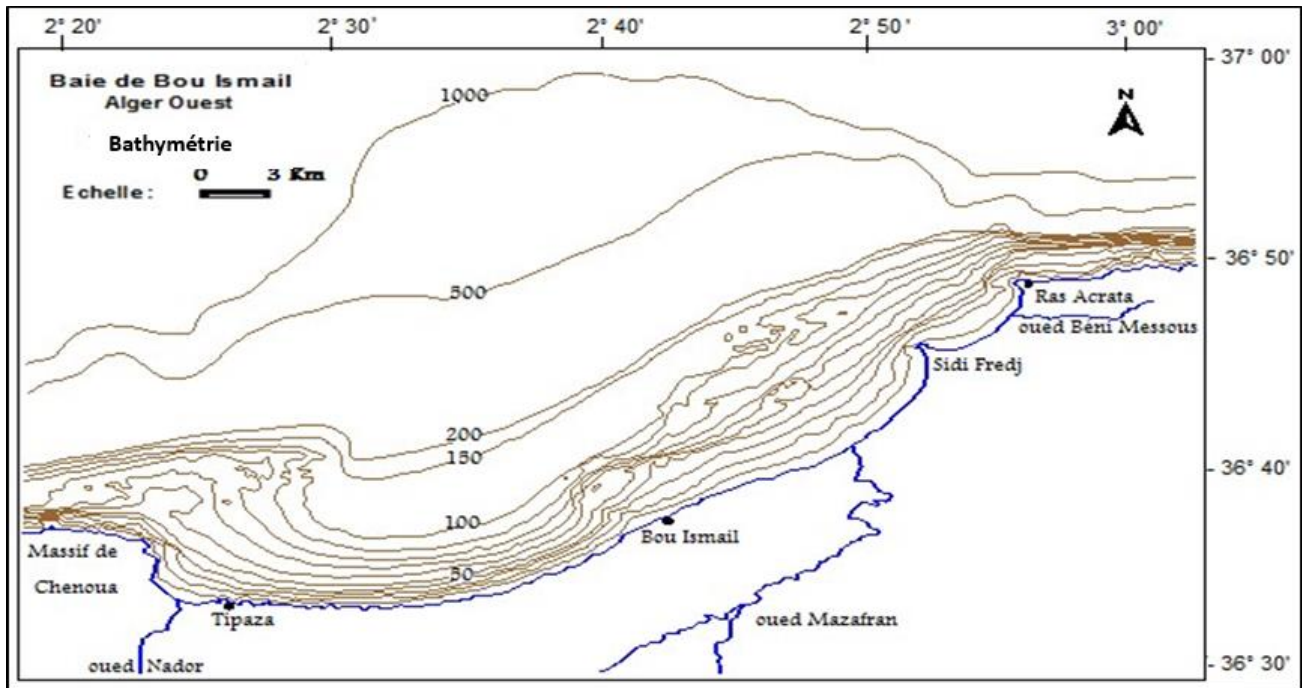 2° 20'
2° 30'
2° 40'
2° 50'
3° 00'
37° 00'
Baie de Bou Ismail
Alger Ouest
Bathymétrie
0 3 Km
Echelle :
N
1000
36° 50'
500
Ras Acrata
oued Béni Messous
Sidi Fredj
200
150
36° 40'
100
Bou Ismail
Massif de
Chenoua
50
Tipaza
oued Mazafran
oued Nador
36° 30'